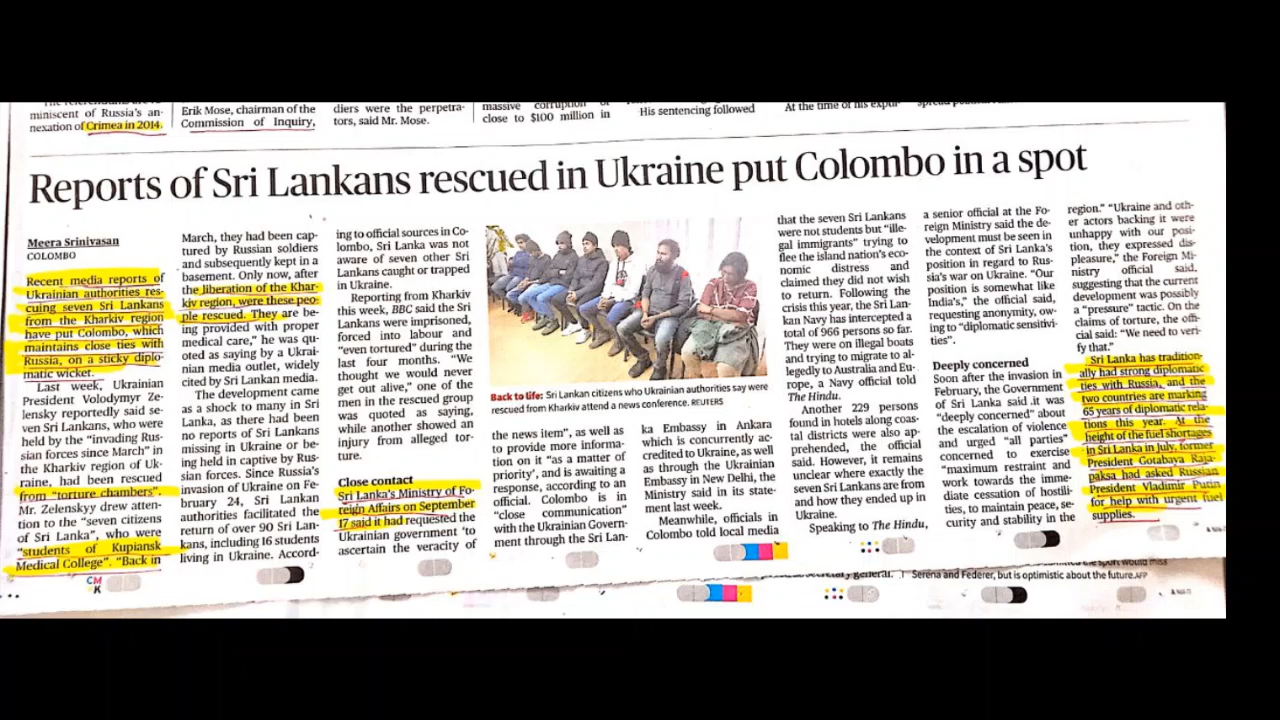 miniscent of Russia's an-
nexation of Crimea in 2014.
Erik Mose, chairman of the
Commission of Inquiry,
diers were the perpetra-
tors, said Mr. Mose.
massive corruption of
close to $100 million in
His sentencing followed
At the time of his expul-
Reports of Sri Lankans rescued in Ukraine put Colombo in a spot
Meera Srinivasan
COLOMBO
Recent media reports of
Ukrainian authorities res-
cuing seven Sri Lankans
from the Kharkiv region
have put Colombo, which
maintains close ties with
Russia, on a sticky diplo-
matic wicket.
Last week, Ukrainian
President Volodymyr Ze-
lensky reportedly said se-
ven Sri Lankans, who were
held by the “invading Rus-
sian forces since March” in
the Kharkiv region of Uk-
raine, had been rescued
from “torture chambers”.
Mr. Zelenskyy drew atten-
tion to the “seven citizens
of Sri Lanka”, who were
“students of Kupiansk
Medical College”. “Back in
March, they had been cap-
tured by Russian soldiers
and subsequently kept in a
basement. Only now, after
the liberation of the Khar-
kiv region, were these peo-
ple rescued. They are be-
ing provided with proper
medical care,” he was qu-
oted as saying by a Ukrai-
nian media outlet, widely
cited by Sri Lankan media.
The development came
as a shock to many in Sri
Lanka, as there had been
no reports of Sri Lankans
missing in Ukraine or be-
ing held in captive by Rus-
sian forces. Since Russia's
invasion of Ukraine on Fe-
bruary 24, Sri Lankan
authorities facilitated the
return of over 90 Sri Lan-
kans, including 16 students
living in Ukraine. Accord-
ing to official sources in Co-
lombo, Sri Lanka was not
aware of seven other Sri
Lankans caught or trapped
in Ukraine.
Reporting from Kharkiv
this week, BBC said the Sri
Lankans were imprisoned,
forced into labour and
“even tortured” during the
last four months. “We
thought we would never
get out alive,” one of the
men in the rescued group
was quoted as saying,
while another showed an
injury from alleged tor-
ture.
Close contact
Sri Lanka's Ministry of Fo-
reign Affairs on September
17 said it had requested the
Ukrainian government ‘to
ascertain the veracity of
Back to life: Sri Lankan citizens who Ukrainian authorities say were
rescued from Kharkiv attend a news conference. REUTERS
the news item”, as well as
to provide more informa-
tion on it “as a matter of
priority’, and is awaiting a
response, according to an
official. Colombo is in
“close communication”
with the Ukrainian Govern-
ment through the Sri Lan-
ka Embassy in Ankara
which is concurrently ac-
credited to Ukraine, as well
as through the Ukrainian
Embassy in New Delhi, the
Ministry said in its state-
ment last week.
Meanwhile, officials in
Colombo told local media
that the seven Sri Lankans
were not students but “ille-
gal immigrants” trying to
flee the island nation's eco-
nomic distress and
claimed they did not wish
to return. Following the
crisis this year, the Sri Lan-
kan Navy has intercepted a
total of 966 persons so far.
They were on illegal boats
and trying to migrate to al-
legedly to Australia and Eu-
rope, a Navy official told
The Hindu.
Another 229 persons
found in hotels along coas-
tal districts were also ap-
prehended, the official
said. However, it remains
unclear where exactly the
seven Sri Lankans are from
and how they ended up in
Ukraine.
Speaking to The Hindu,
a senior official at the Fo-
reign Ministry said the de-
velopment must be seen in
the context of Sri Lanka's
position in regard to Rus-
sia's war on Ukraine. “Our
position is somewhat like
India's,” the official said,
requesting anonymity, ow-
ing to “diplomatic sensitivi-
ties”.
Deeply concerned
Soon after the invasion in
February, the Government
of Sri Lanka said it was
“deeply concerned” about
the escalation of violence
and urged “all parties”
concerned to exercise
“maximum restraint and
work towards the imme-
diate cessation of hostili-
ties, to maintain peace, se-
curity and stability in the
region.” “Ukraine and oth-
er actors backing it were
unhappy with our posi-
tion, they expressed dis-
pleasure,” the Foreign Mi-
nistry official said,
suggesting that the current
development was possibly
a “pressure” tactic. On the
claims of torture, the offi-
cial said: “We need to veri-
fy that.”
Sri Lanka has tradition-
ally had strong diplomatic
ties with Russia, and the
two countries are marking
65 years of diplomatic rela-
tions this year. At the
height of the fuel shortages
in Sri Lanka in July, former
President Gotabaya Raja-
paksa had asked Russian
President Vladimir Putin
for help with urgent fuel
supplies.
CM
K
secretary general.
Serena and Federer, but is optimistic about the future. AFP